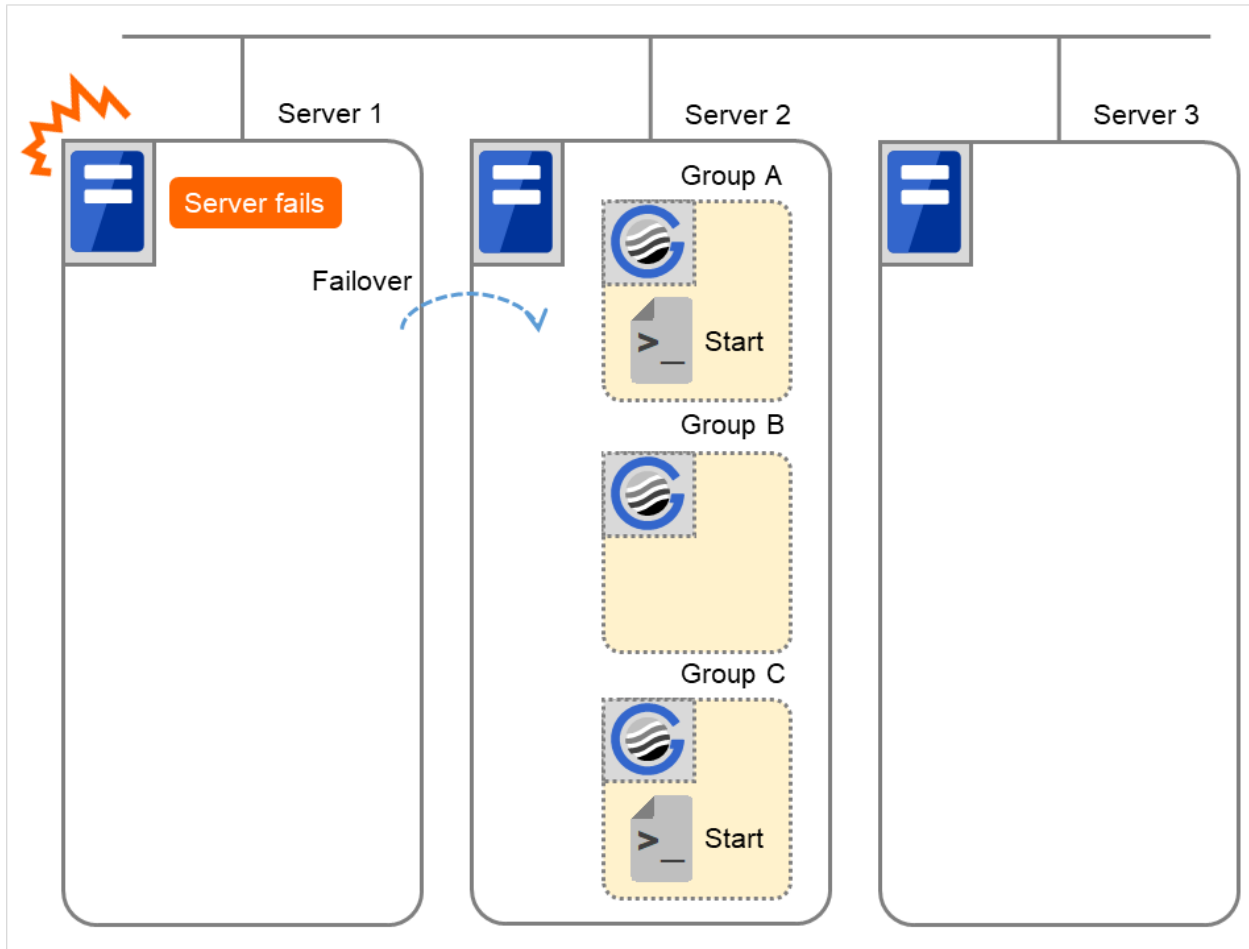 Server 1
Server 2
Server 3
Server fails
Failover
Group A
>_ Start
Group B
Group C
>_ Start